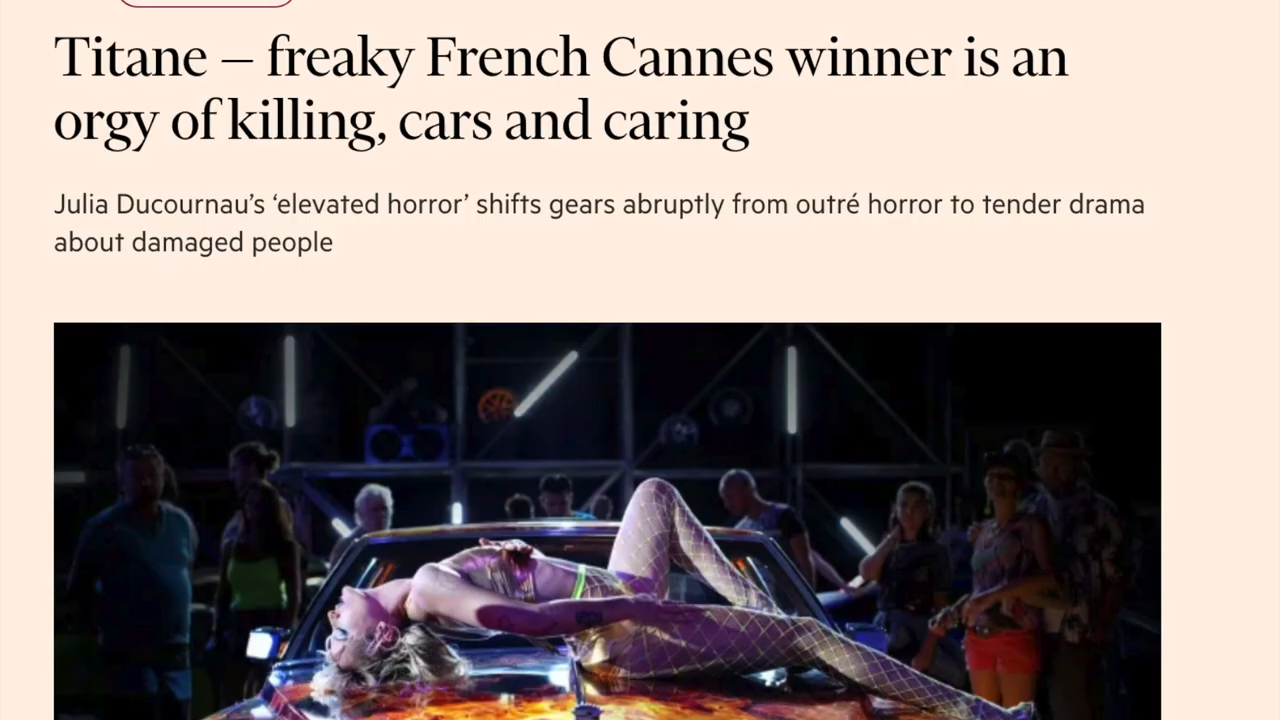 Titane – freaky French Cannes winner is an
orgy of killing, cars and caring
Julia Ducournau’s ‘elevated horror’ shifts gears abruptly from outré horror to tender drama
about damaged people